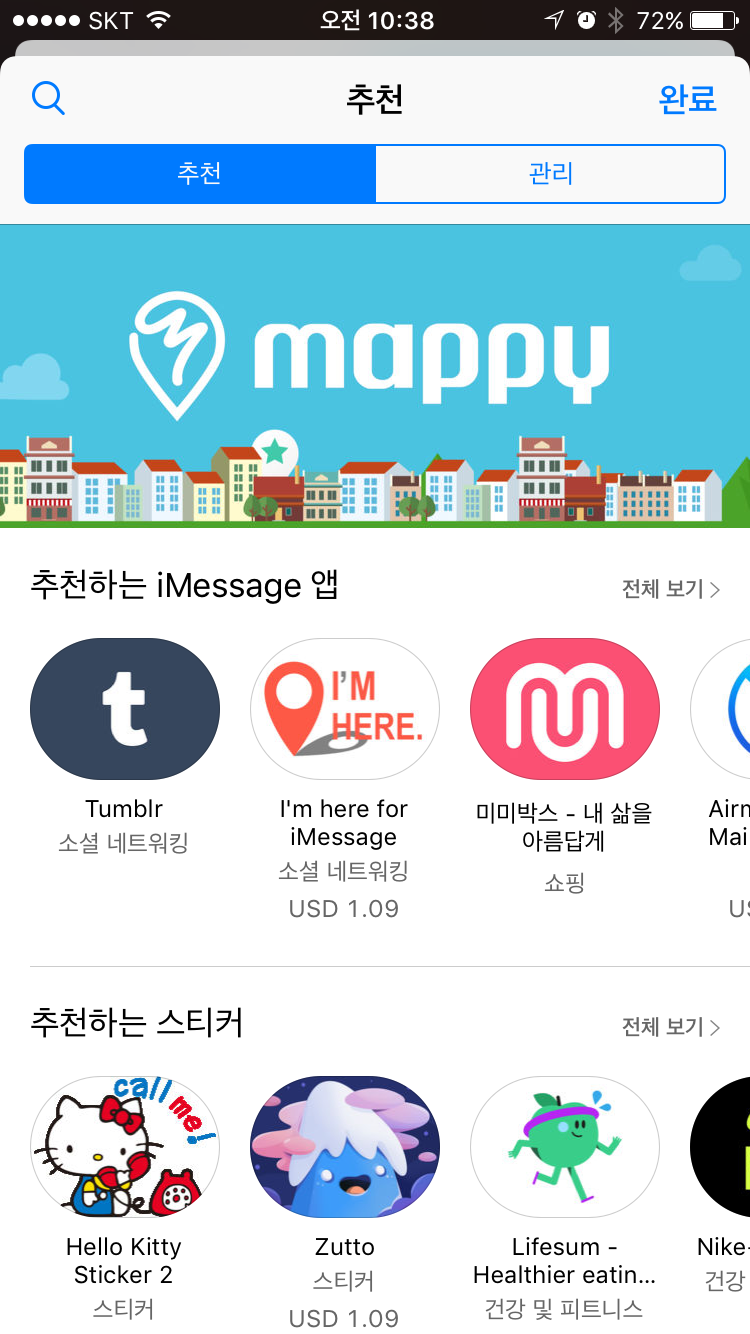 SKT 오전 10:38 72%
추천 완료
추천 관리
mappy
추천하는 iMessage 앱 전체 보기
t
I'M
HERE.
Tumblr
소셜 네트워킹
I'm here for
iMessage
소셜 네트워킹
USD 1.09
미미박스 - 내 삶을
아름답게
쇼핑
추천하는 스티커 전체 보기
call me!
Hello Kitty
Sticker 2
스티커
Zutto
스티커
USD 1.09
Lifesum -
Healthier eatin...
건강 및 피트니스
Nike-
건강